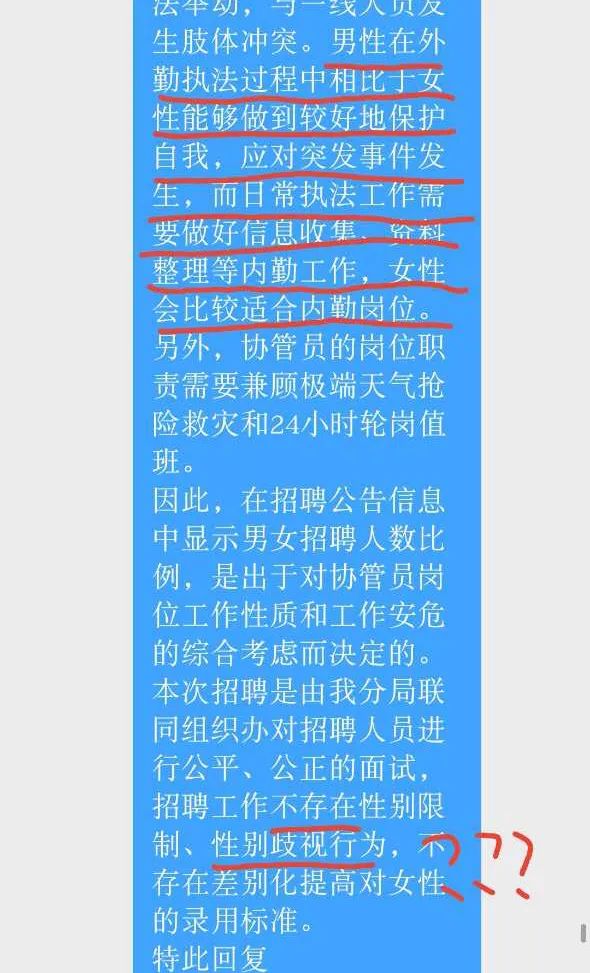 法举动，与一线人员发
生肢体冲突。男性在外
勤执法过程中相比于女
性能够做到较好地保护
自我，应对突发事件发
生，而日常执法工作需
要做好信息收集、资料
整理等内勤工作，女性
会比较适合内勤岗位。
另外，协管员的岗位职
责需要兼顾极端天气抢
险救灾和24小时轮岗值
班。
因此，在招聘公告信息
中显示男女招聘人数比
例，是出于对协管员岗
位工作性质和工作安危
的综合考虑而决定的。
本次招聘是由我分局联
同组织办对招聘人员进
行公平、公正的面试，
招聘工作不存在性别限
制、性别歧视行为，不
???
存在差别化提高对女性
的录用标准。
特此回复